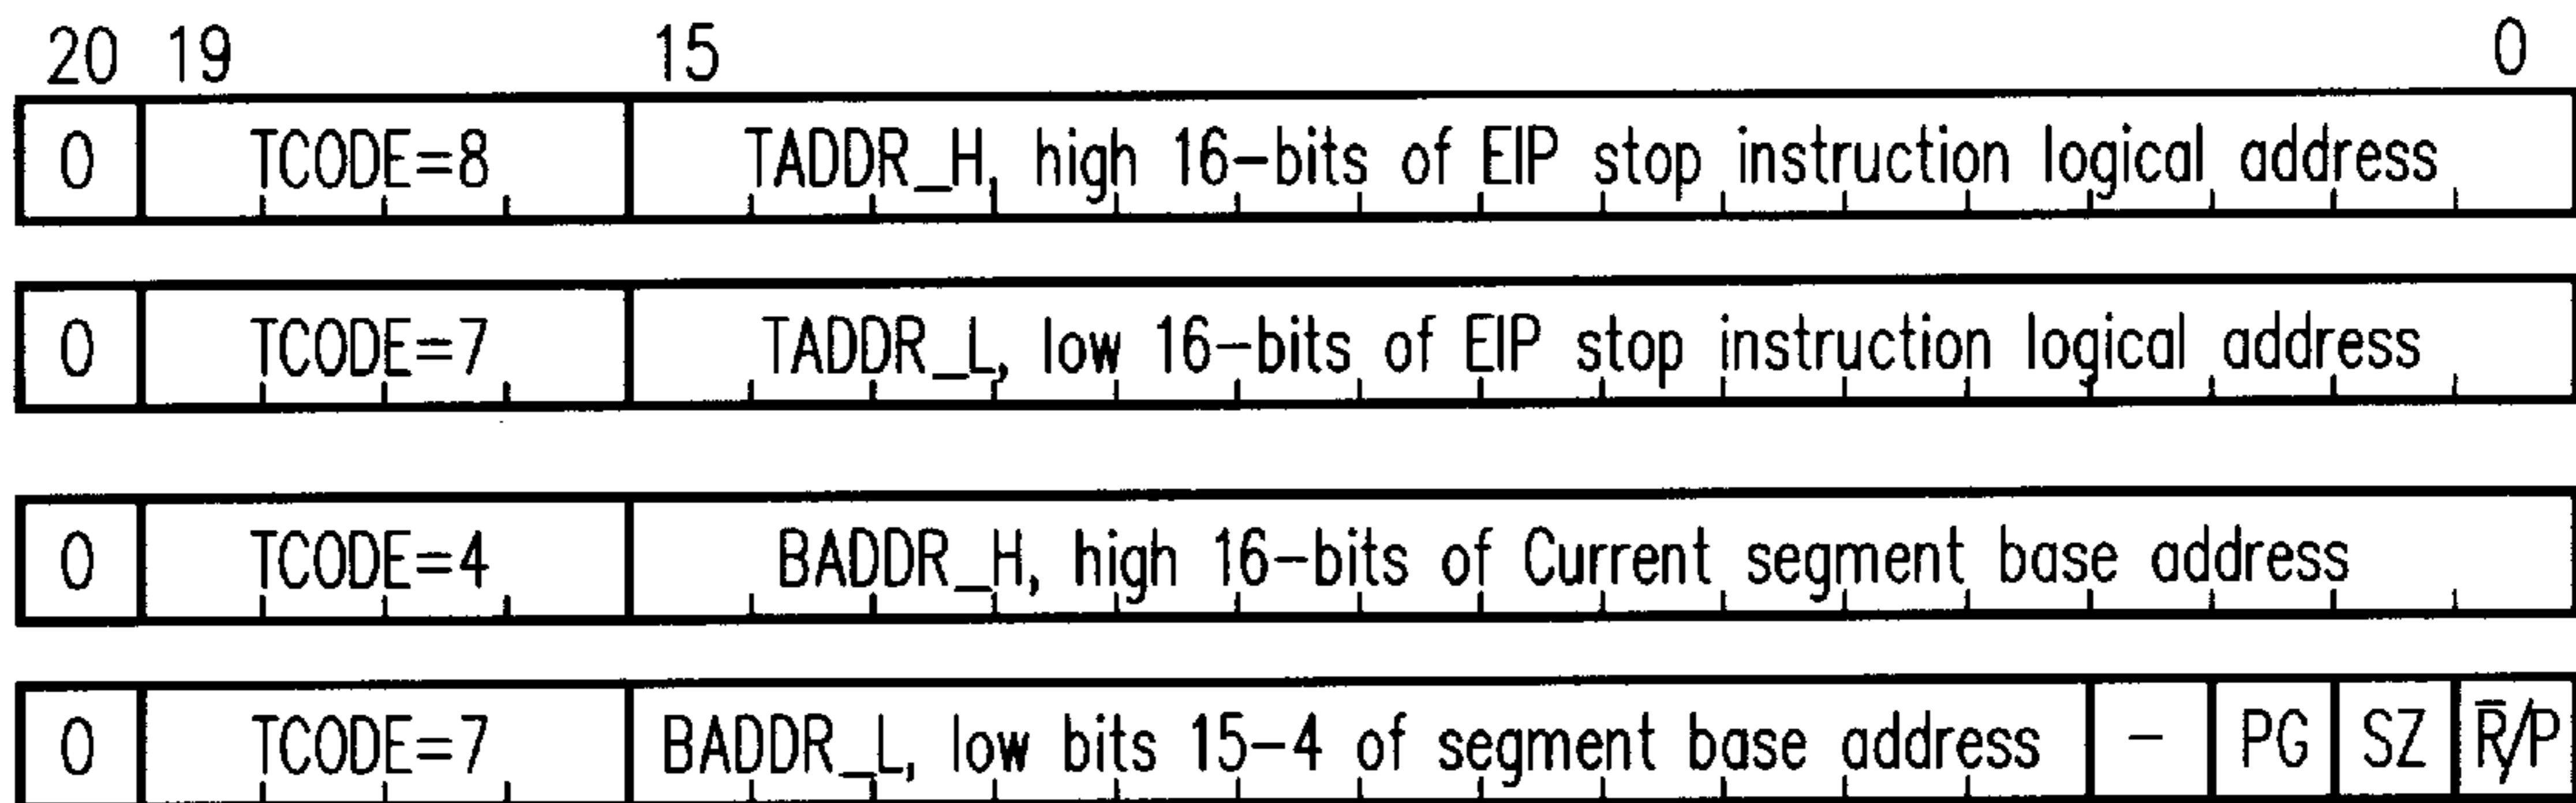 20 19 15 0
0 TCODE=8 TADDR_H, high 16-bits of EIP stop instruction logical address
0 TCODE=7 TADDR_L, low 16-bits of EIP stop instruction logical address
0 TCODE=4 BADDR_H, high 16-bits of Current segment base address
0 TCODE=7 BADDR_L, low bits 15-4 of segment base address - PG SZ R̅/P